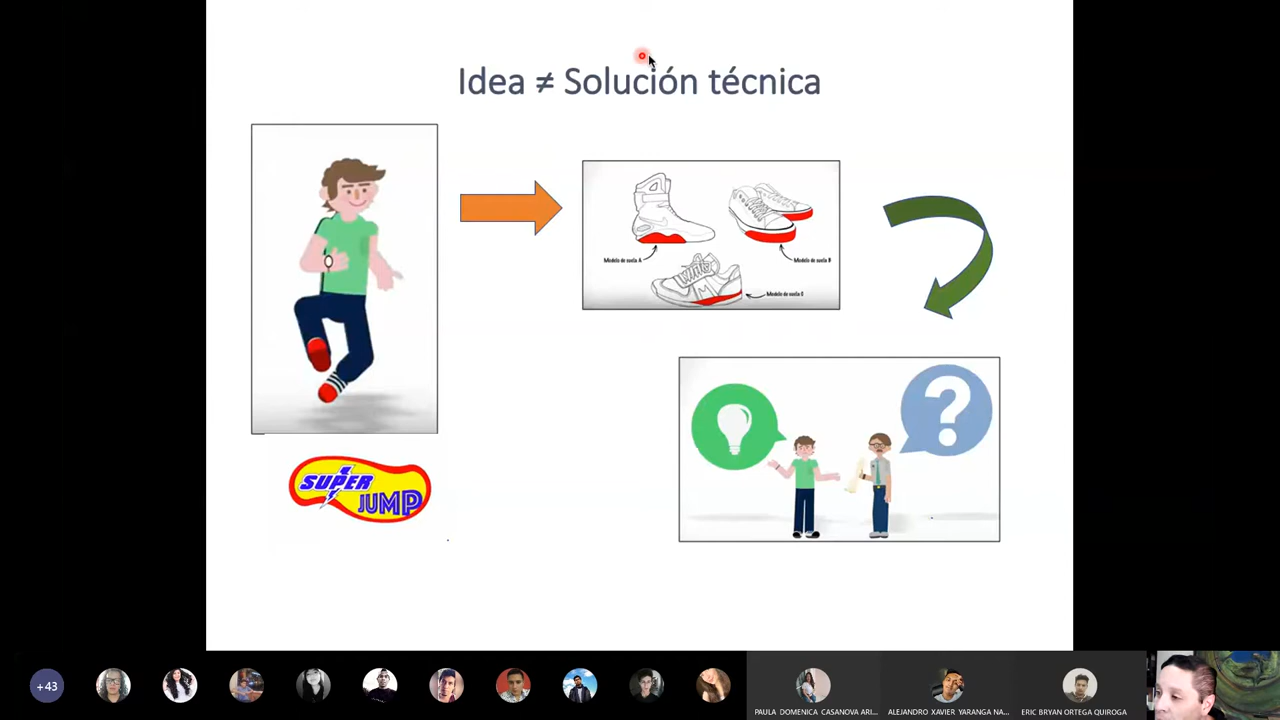 Idea ≠ Solución técnica
Modelo de suela A
Modelo de suela B
Modelo de suela C
SUPER
JUMP
?
+43
PAULA DOMENICA CASANOVA ARI...
ALEJANDRO XAVIER YARANGA NA...
ERIC BRYAN ORTEGA QUIROGA